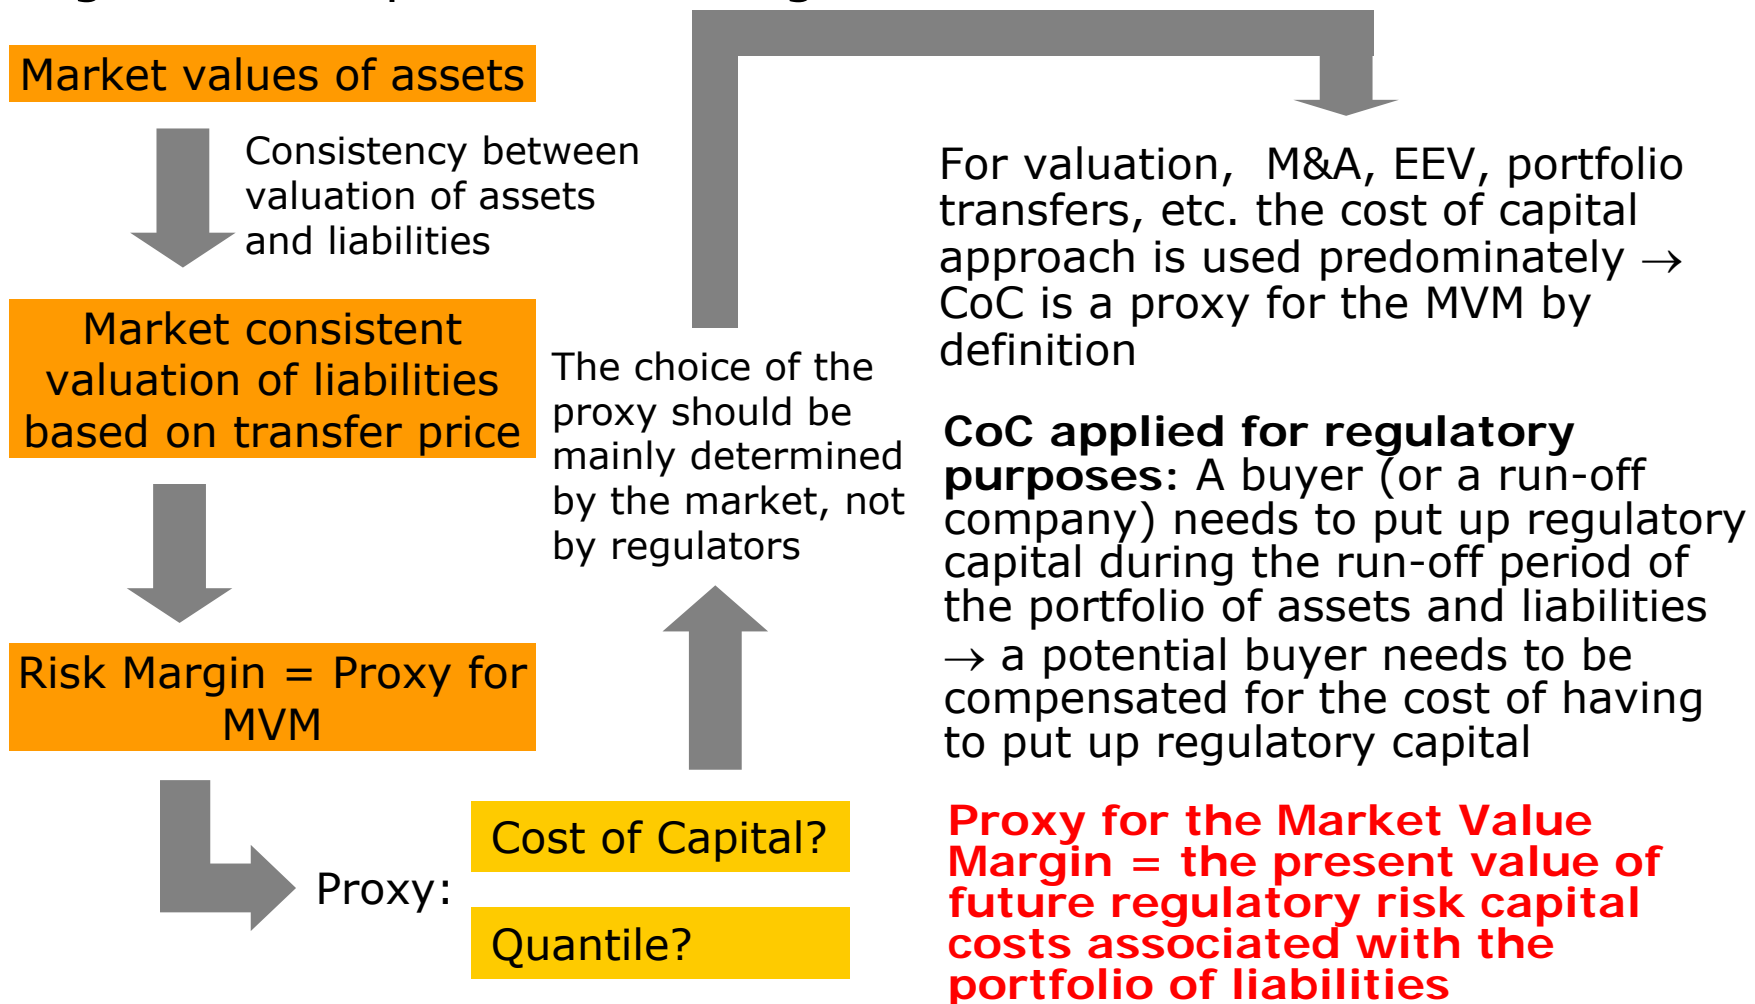 Market values of assets
Consistency between
valuation of assets
and liabilities
Market consistent
valuation of liabilities
based on transfer price
Risk Margin = Proxy for
MVM
Proxy:
Cost of Capital?
Quantile?
The choice of the
proxy should be
mainly determined
by the market, not
by regulators
For valuation,  M&A, EEV, portfolio
transfers, etc. the cost of capital
approach is used predominately →
CoC is a proxy for the MVM by
definition
CoC applied for regulatory
purposes: A buyer (or a run-off
company) needs to put up regulatory
capital during the run-off period of
the portfolio of assets and liabilities
→ a potential buyer needs to be
compensated for the cost of having
to put up regulatory capital
Proxy for the Market Value
Margin = the present value of
future regulatory risk capital
costs associated with the
portfolio of liabilities